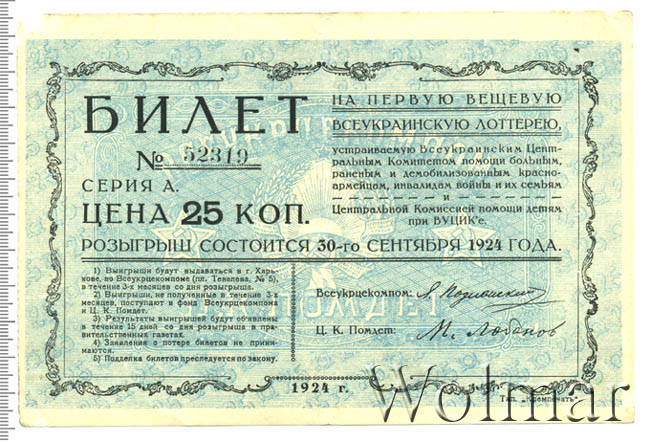 БИЛЕТ
№ 52319
СЕРИЯ А.
ЦЕНА 25 КОП.
НА ПЕРВУЮ ВЕЩЕВУЮ
ВСЕУКРАИНСКУЮ ЛОТТЕРЕЮ,
устраиваемую Всеукраинским Цент-
ральным Комитетом помощи больным,
раненым и демобилизованным красно-
армейцам, инвалидам войны и их семьям
и
Центральной Комиссией помощи детям
при ВУЦИК'е.
РОЗЫГРЫШ СОСТОИТСЯ 30-го СЕНТЯБРЯ 1924 ГОДА.
1) Выигрыши будут выдаваться в г. Харь-
кове, во Всеукрцекомпоме (пл. Тевелева, № 5),
в течение 3-х месяцев со дня розыгрыша.
2) Выигрыши, не полученные в течение 3-х
месяцев, поступают в фонд Всеукрцекомпома
и Ц. К. Помдет.
3) Результаты выигрышей будут об'явлены
в течение 15 дней со дня розыгрыша в пра-
вительственных газетах.
4) Заявления о потере билетов не прини-
маются.
5) Подделка билетов преследуется по закону.
Всеукрцекомпом:
Ц. К. Помдет: М. Лобанов
1924 г.
Тип. „Кремпечать".
Wolmar